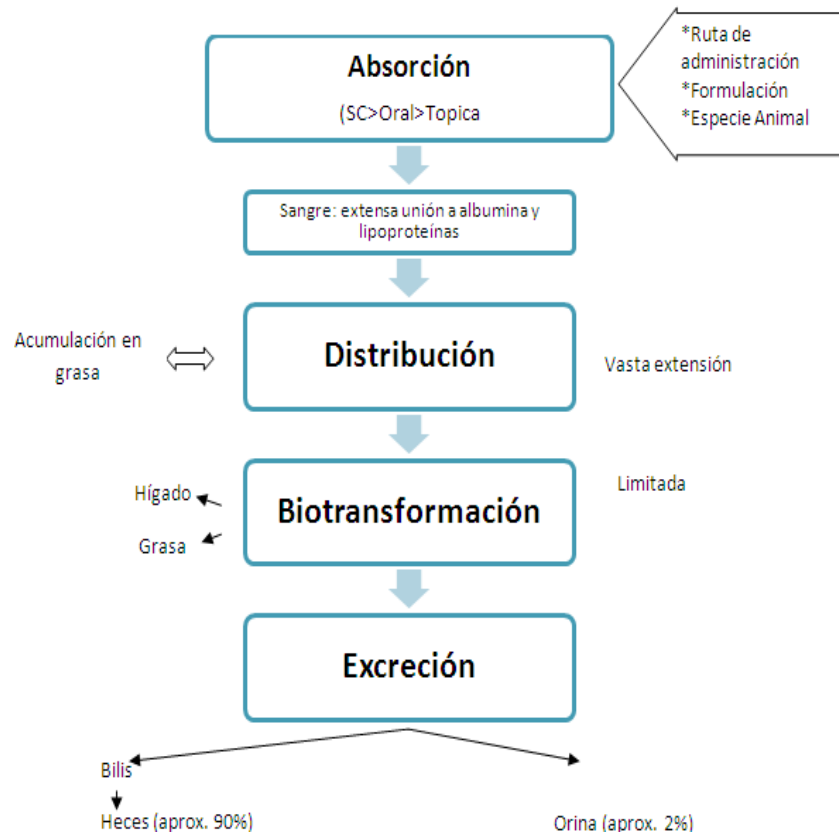 Absorción
(SC>Oral>Topica
*Ruta de
administración
*Formulación
*Especie Animal
Sangre: extensa unión a albumina y
lipoproteínas
Acumulación en
grasa
Distribución
Vasta extensión
Hígado
Grasa
Biotransformación
Limitada
Excreción
Bilis
Heces (aprox. 90%)
Orina (aprox. 2%)